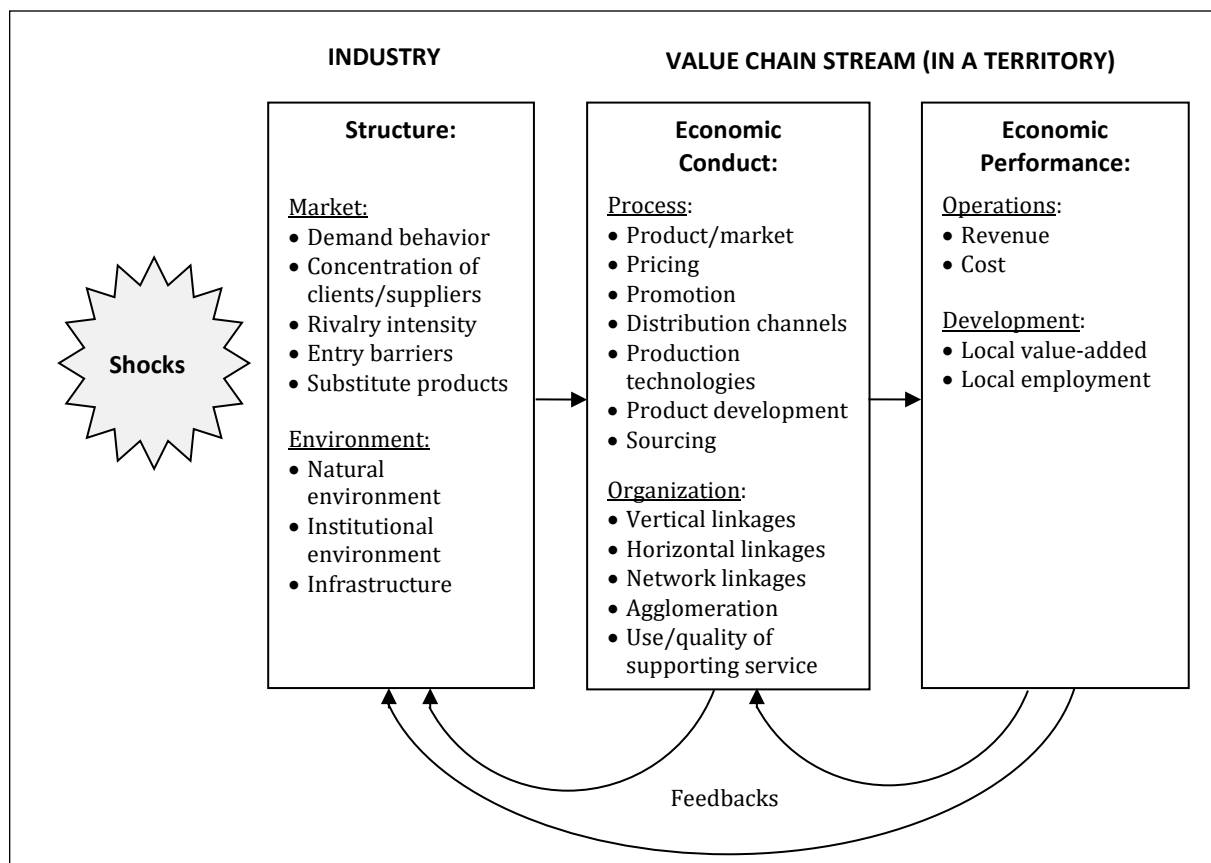 INDUSTRY
VALUE CHAIN STREAM (IN A TERRITORY)
Shocks
Structure:
Market:
• Demand behavior
• Concentration of
clients/suppliers
• Rivalry intensity
• Entry barriers
• Substitute products
Environment:
• Natural
environment
• Institutional
environment
• Infrastructure
Economic
Conduct:
Process:
• Product/market
• Pricing
• Promotion
• Distribution channels
• Production
technologies
• Product development
• Sourcing
Organization:
• Vertical linkages
• Horizontal linkages
• Network linkages
• Agglomeration
• Use/quality of
supporting service
Economic
Performance:
Operations:
• Revenue
• Cost
Development:
• Local value-added
• Local employment
Feedbacks